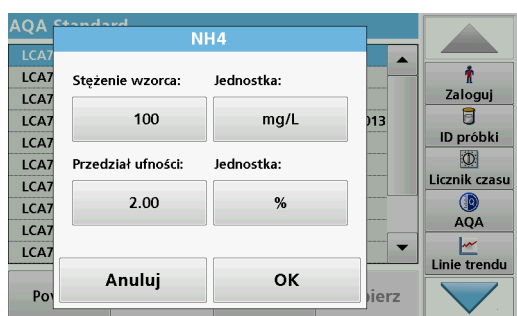 AQA Standard
NH4
LCA7
LCA7
LCA7
LCA7
013
LCA7
LCA7
LCA7
LCA7
LCA7
LCA7
Stężenie wzorca:
Jednostka:
100
mg/L
Przedział ufności:
Jednostka:
2.00
%
Anuluj
OK
Zaloguj
ID próbki
Licznik czasu
AQA
Linie trendu